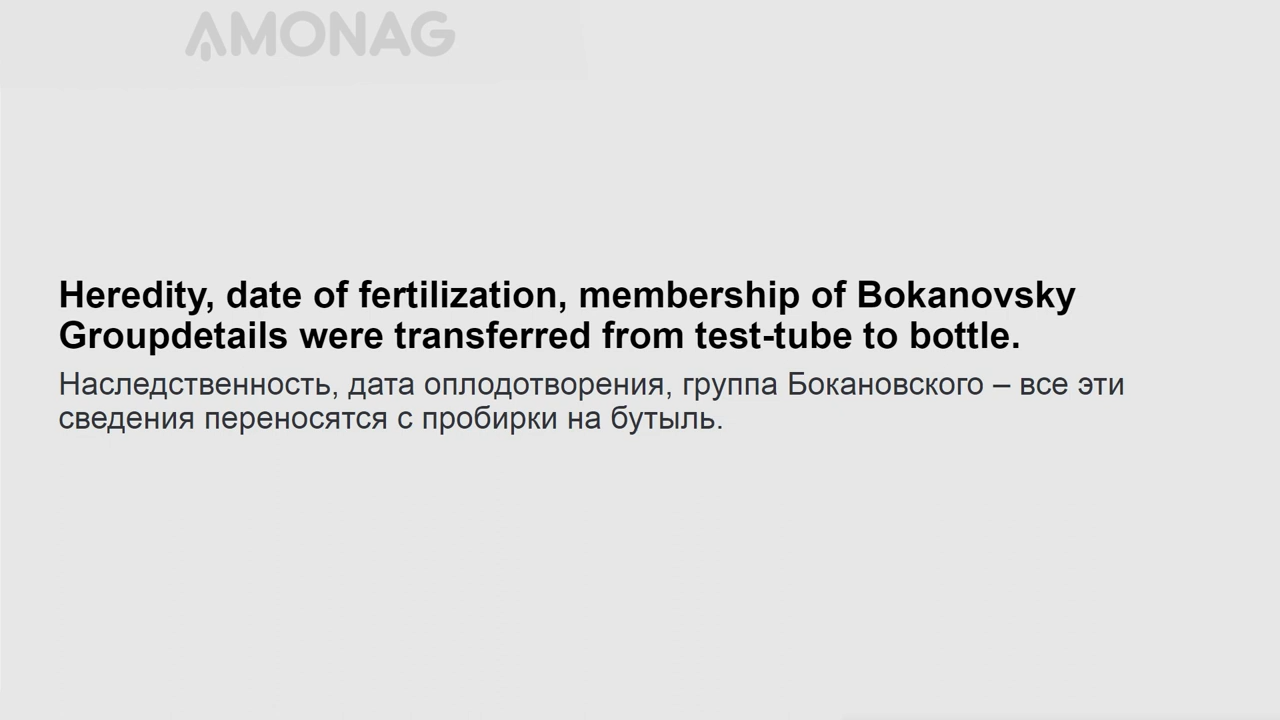 AMONAG
Heredity, date of fertilization, membership of Bokanovsky
Groupdetails were transferred from test-tube to bottle.
Наследственность, дата оплодотворения, группа Бокановского – все эти
сведения переносятся с пробирки на бутыль.